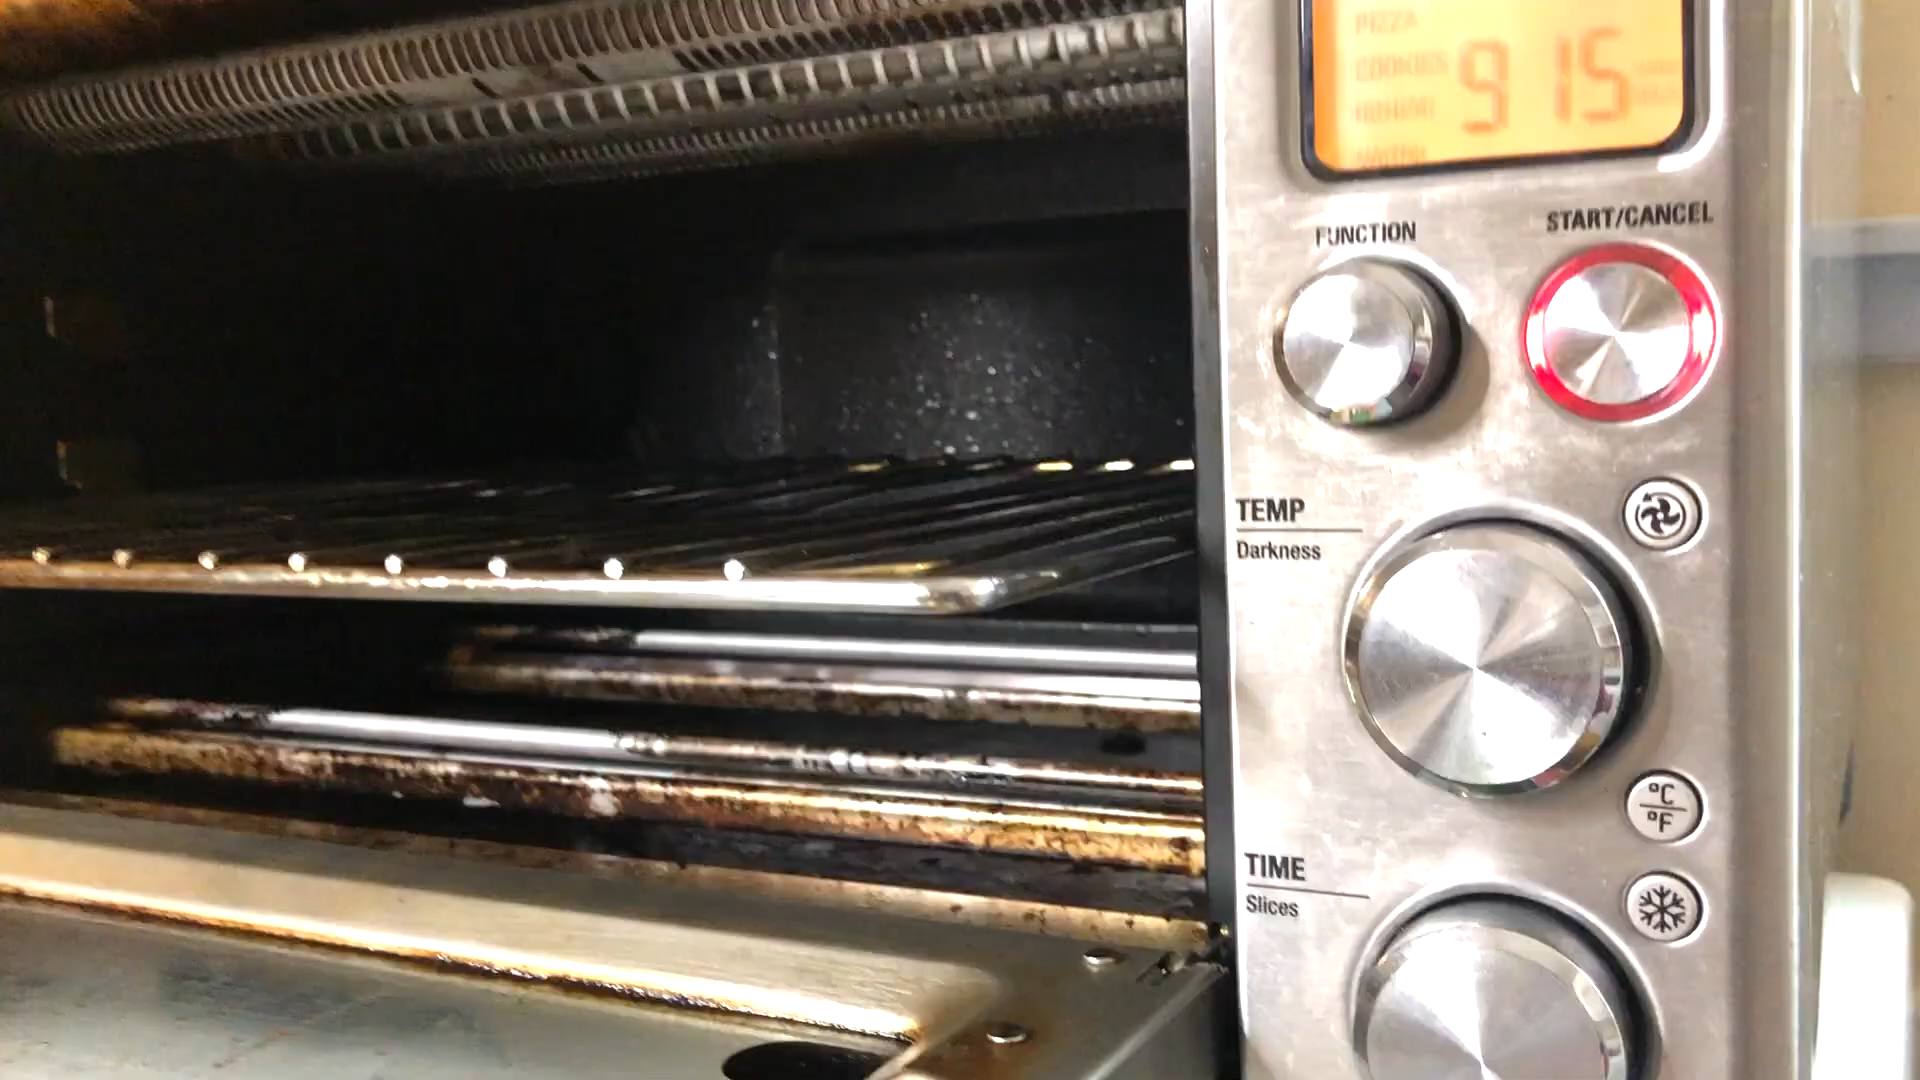 PIZZA
COOKIES
9 15
FUNCTION
START/CANCEL
TEMP
Darkness
°C
°F
TIME
Slices